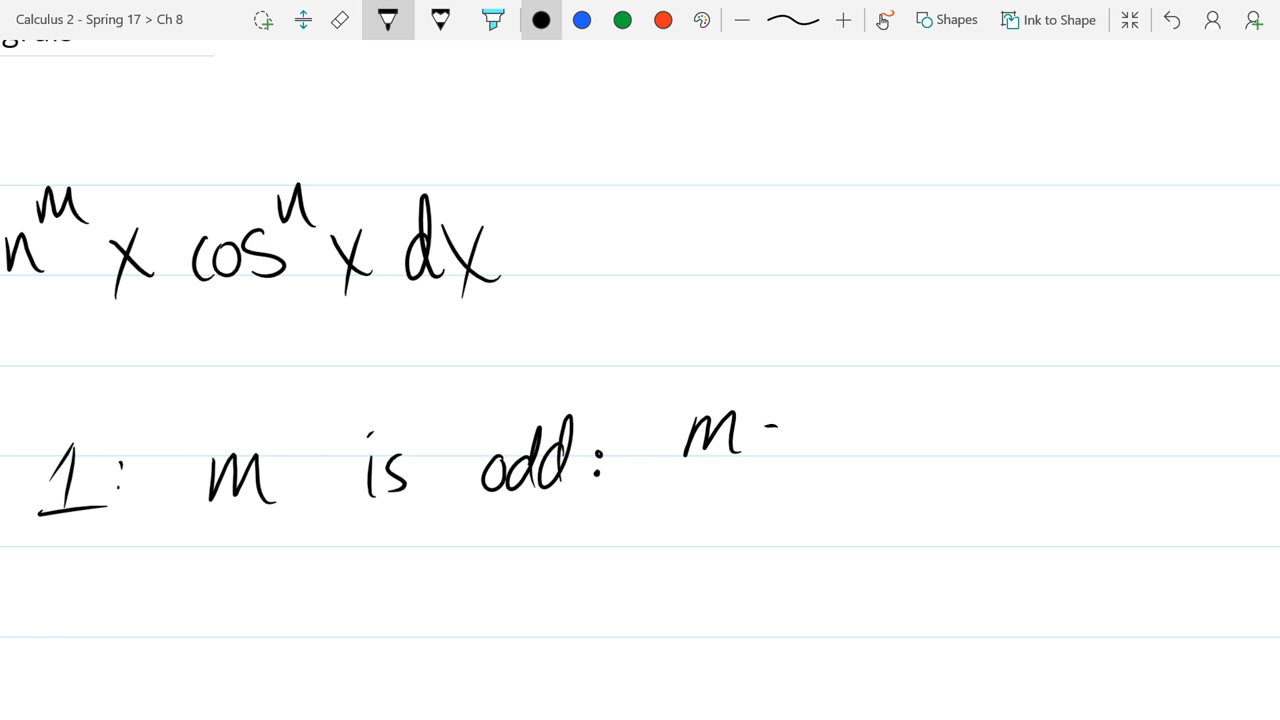 Calculus 2 - Spring 17 > Ch 8
Shapes
Ink to Shape
n^m x cos^n x dx
1: m is odd: m -